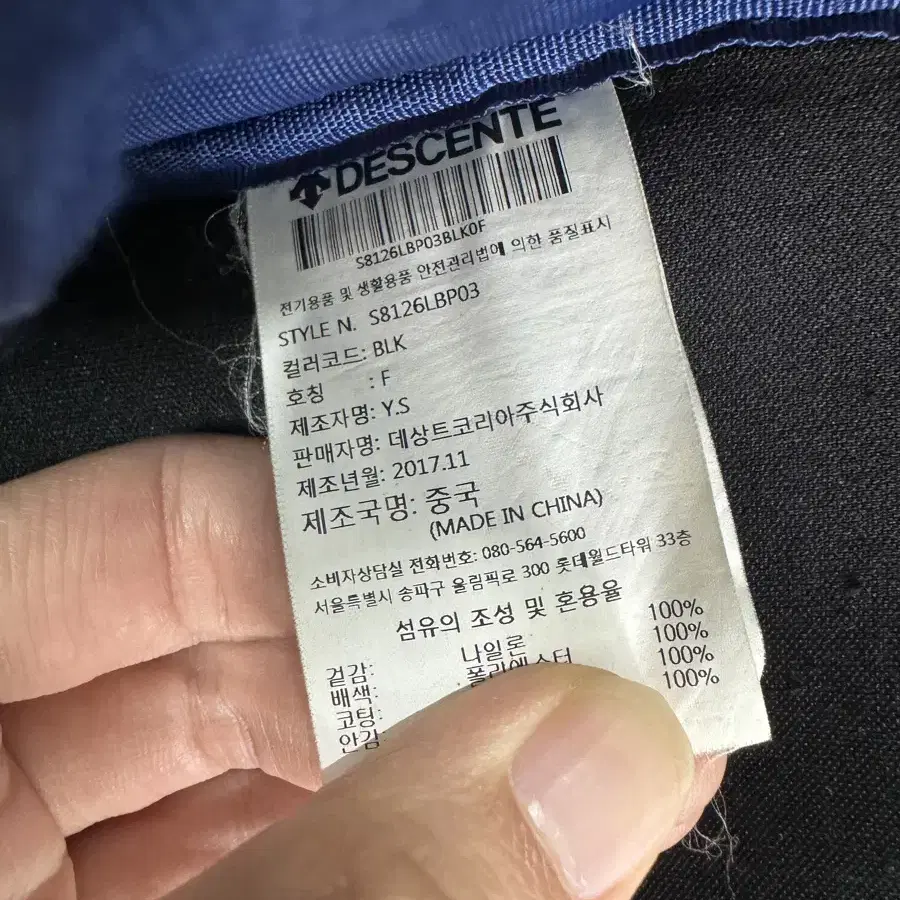 DESCENTE
S8126LBP03BLK0F
전기용품 및 생활용품 안전관리법에 의한 품질표시
STYLE N. S8126LBP03
컬러코드: BLK
호칭 : F
제조자명: Y.S
판매자명: 데상트코리아주식회사
제조년월: 2017.11
제조국명: 중국
(MADE IN CHINA)
소비자상담실 전화번호: 080-564-5600
서울특별시 송파구 올림픽로 300 롯데월드타워 33층
섬유의 조성 및 혼용율
겉감: 나일론 100%
배색: 폴리에스터 100%
코팅: 100%
안감: 100%